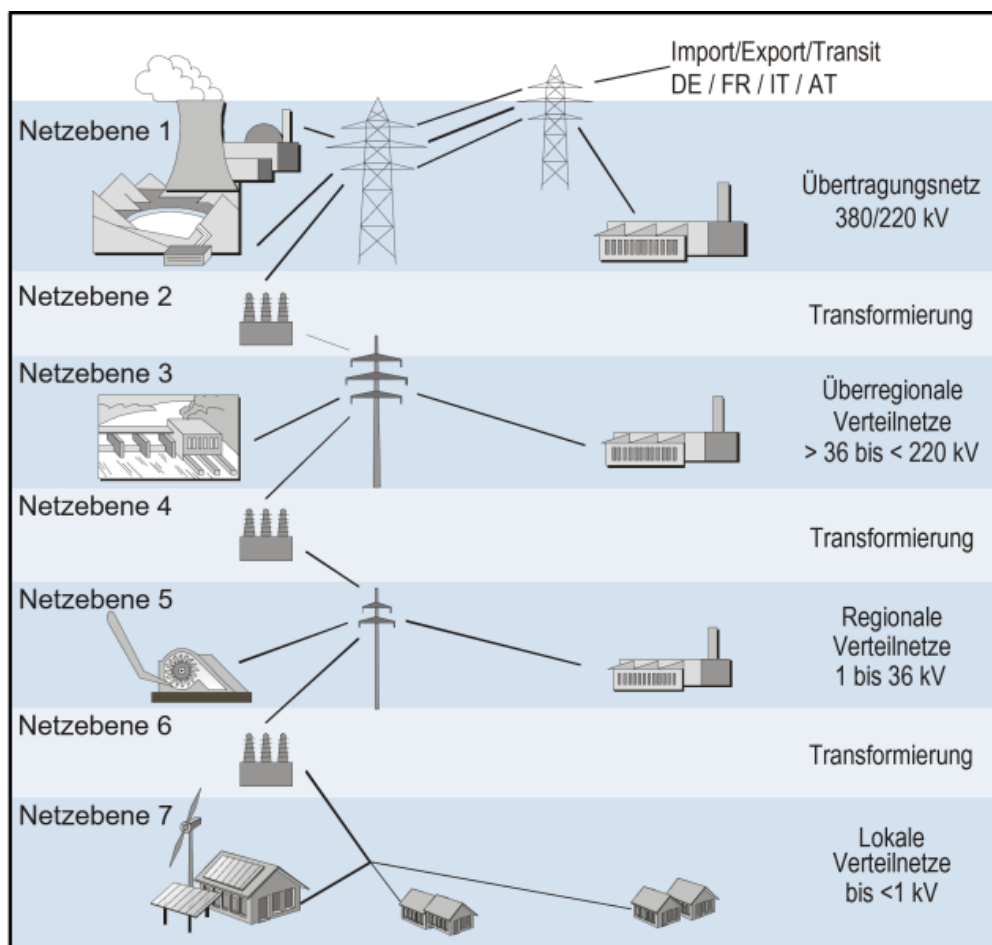 Import/Export/Transit
DE / FR / IT / AT
Netzebene 1
Übertragungsnetz
380/220 kV
Netzebene 2
Transformierung
Netzebene 3
Überregionale
Verteilnetze
> 36 bis < 220 kV
Netzebene 4
Transformierung
Netzebene 5
Regionale
Verteilnetze
1 bis 36 kV
Netzebene 6
Transformierung
Netzebene 7
Lokale
Verteilnetze
bis <1 kV